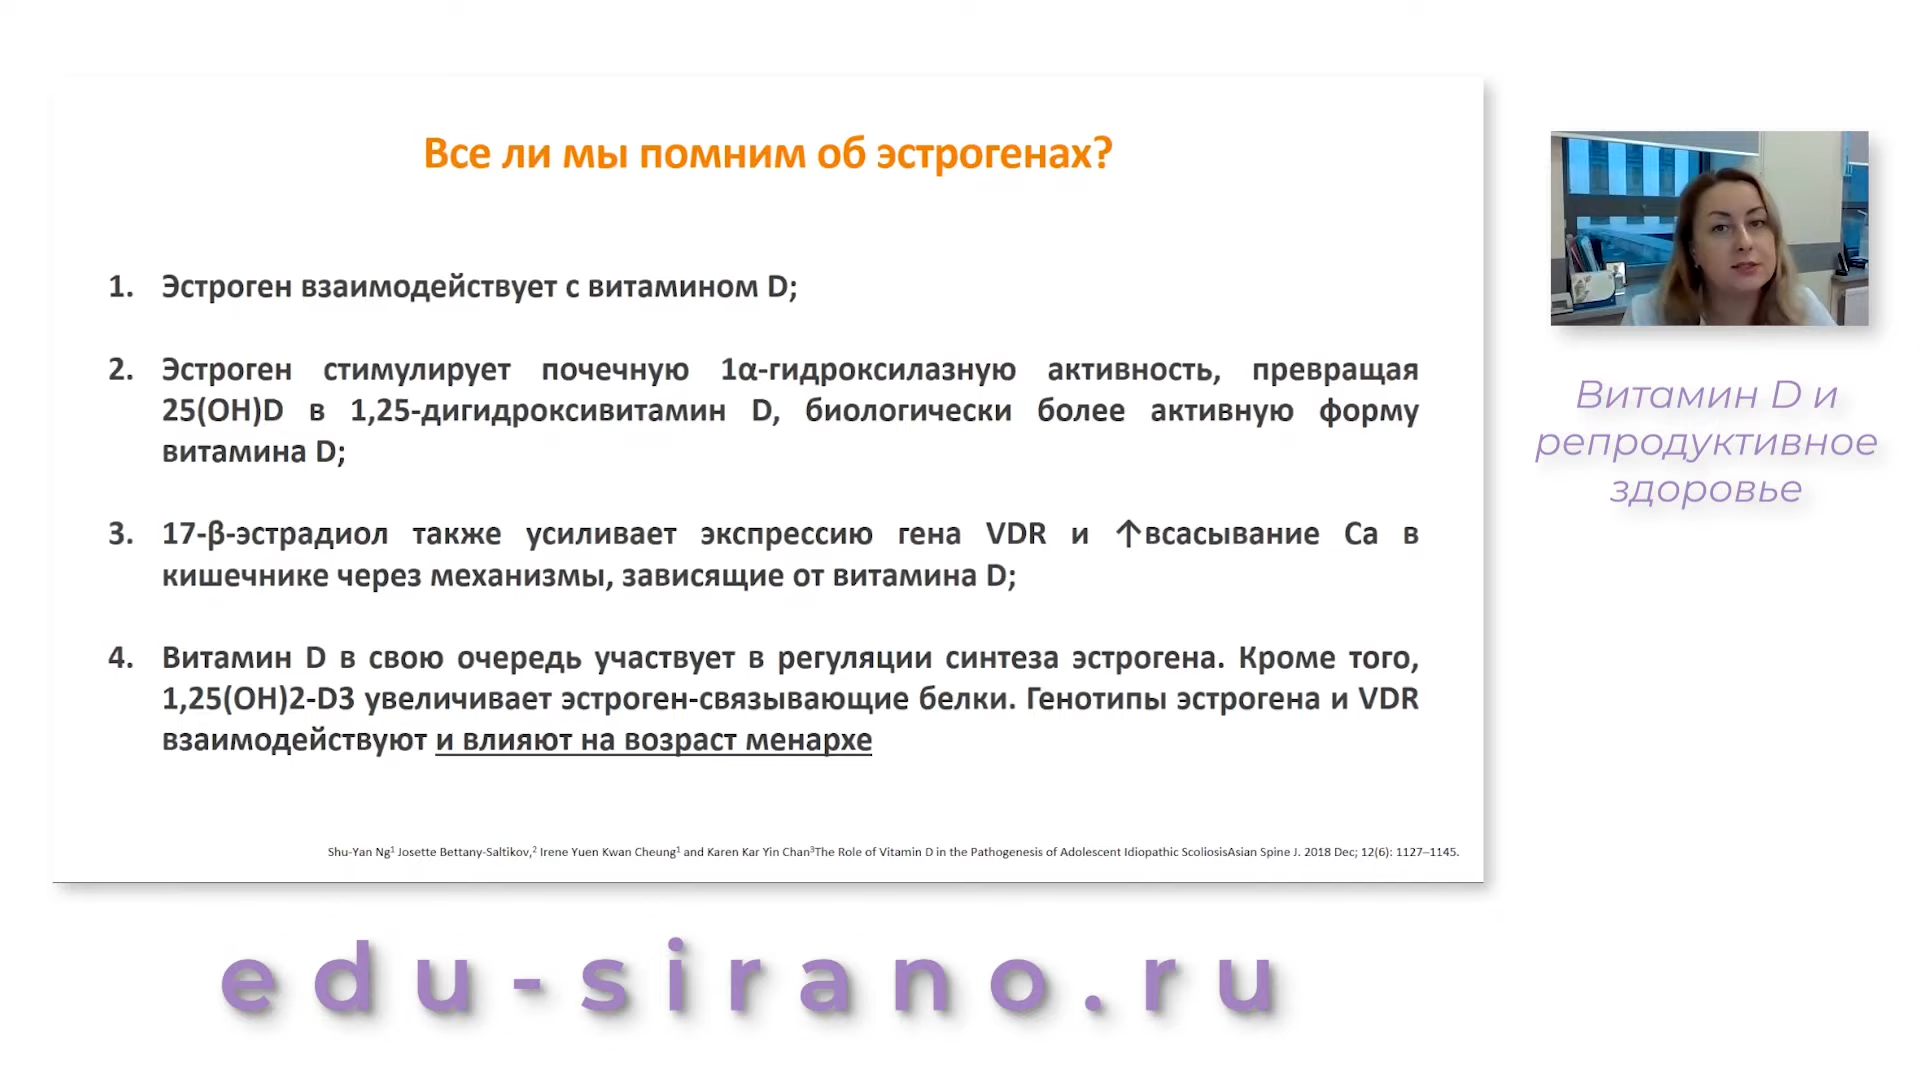 Все ли мы помним об эстрогенах?
1. Эстроген взаимодействует с витамином D;
2. Эстроген стимулирует почечную 1α-гидроксилазную активность, превращая
25(OH)D в 1,25-дигидроксивитамин D, биологически более активную форму
витамина D;
3. 17-β-эстрадиол также усиливает экспрессию гена VDR и ↑всасывание Ca в
кишечнике через механизмы, зависящие от витамина D;
4. Витамин D в свою очередь участвует в регуляции синтеза эстрогена. Кроме того,
1,25(OH)2-D3 увеличивает эстроген-связывающие белки. Генотипы эстрогена и VDR
взаимодействуют и влияют на возраст менархе
Shu-Yan Ng¹ Josette Bettany-Saltikov,² Irene Yuen Kwan Cheung¹ and Karen Kar Yin Chan³The Role of Vitamin D in the Pathogenesis of Adolescent Idiopathic ScoliosisAsian Spine J. 2018 Dec; 12(6): 1127–1145.
Витамин D и
репродуктивное
здоровье
edu-sirano.ru